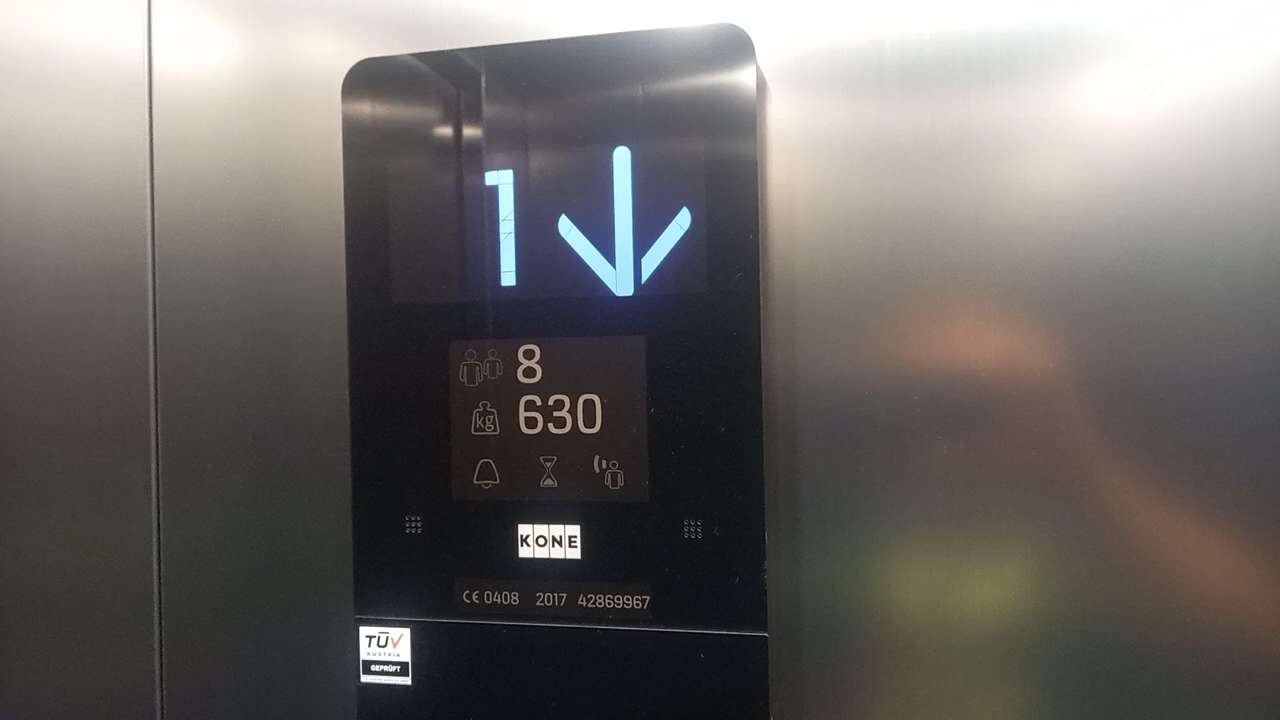 1
8
kg 630
KONE
CE 0408 2017 42869967
TÜV
AUSTRIA
GEPRÜFT